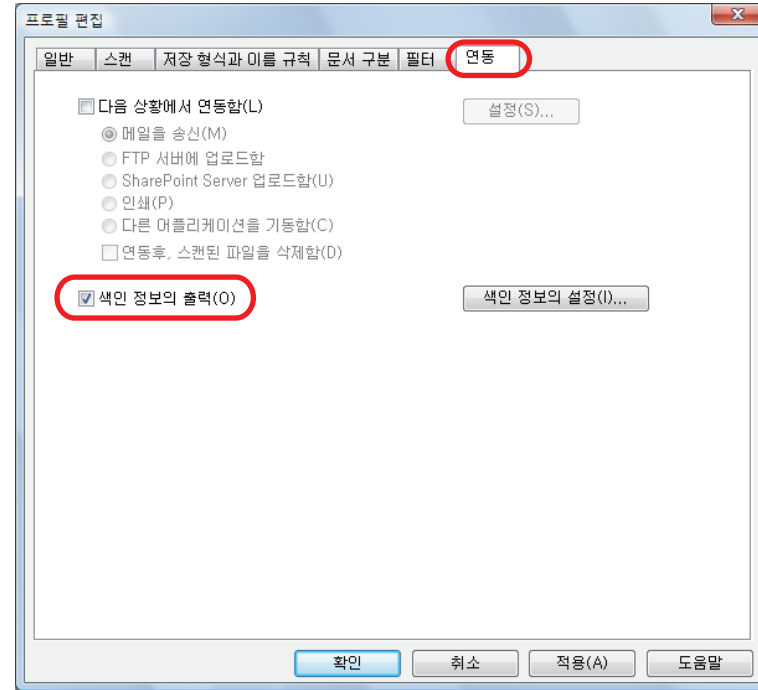 프로필 편집
일반 스캔 저장 형식과 이름 규칙 문서 구분 필터 연동
다음 상황에서 연동함(L) 설정(S)...
메일을 송신(M)
FTP 서버에 업로드함
SharePoint Server 업로드함(U)
인쇄(P)
다른 어플리케이션을 기동함(C)
연동후, 스캔된 파일을 삭제함(D)
색인 정보의 출력(O) 색인 정보의 설정(I)...
확인 취소 적용(A) 도움말